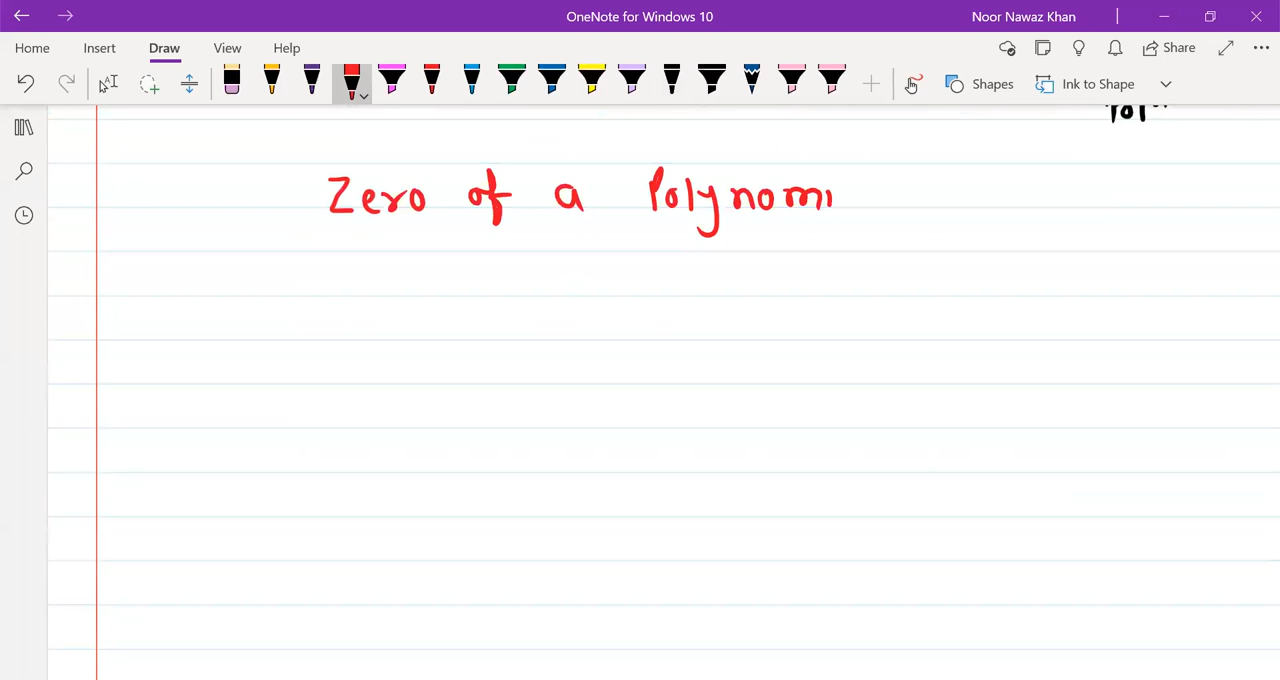 OneNote for Windows 10
Noor Nawaz Khan
Home Insert Draw View Help
Share
Shapes
Ink to Shape
Zero of a Polynomi